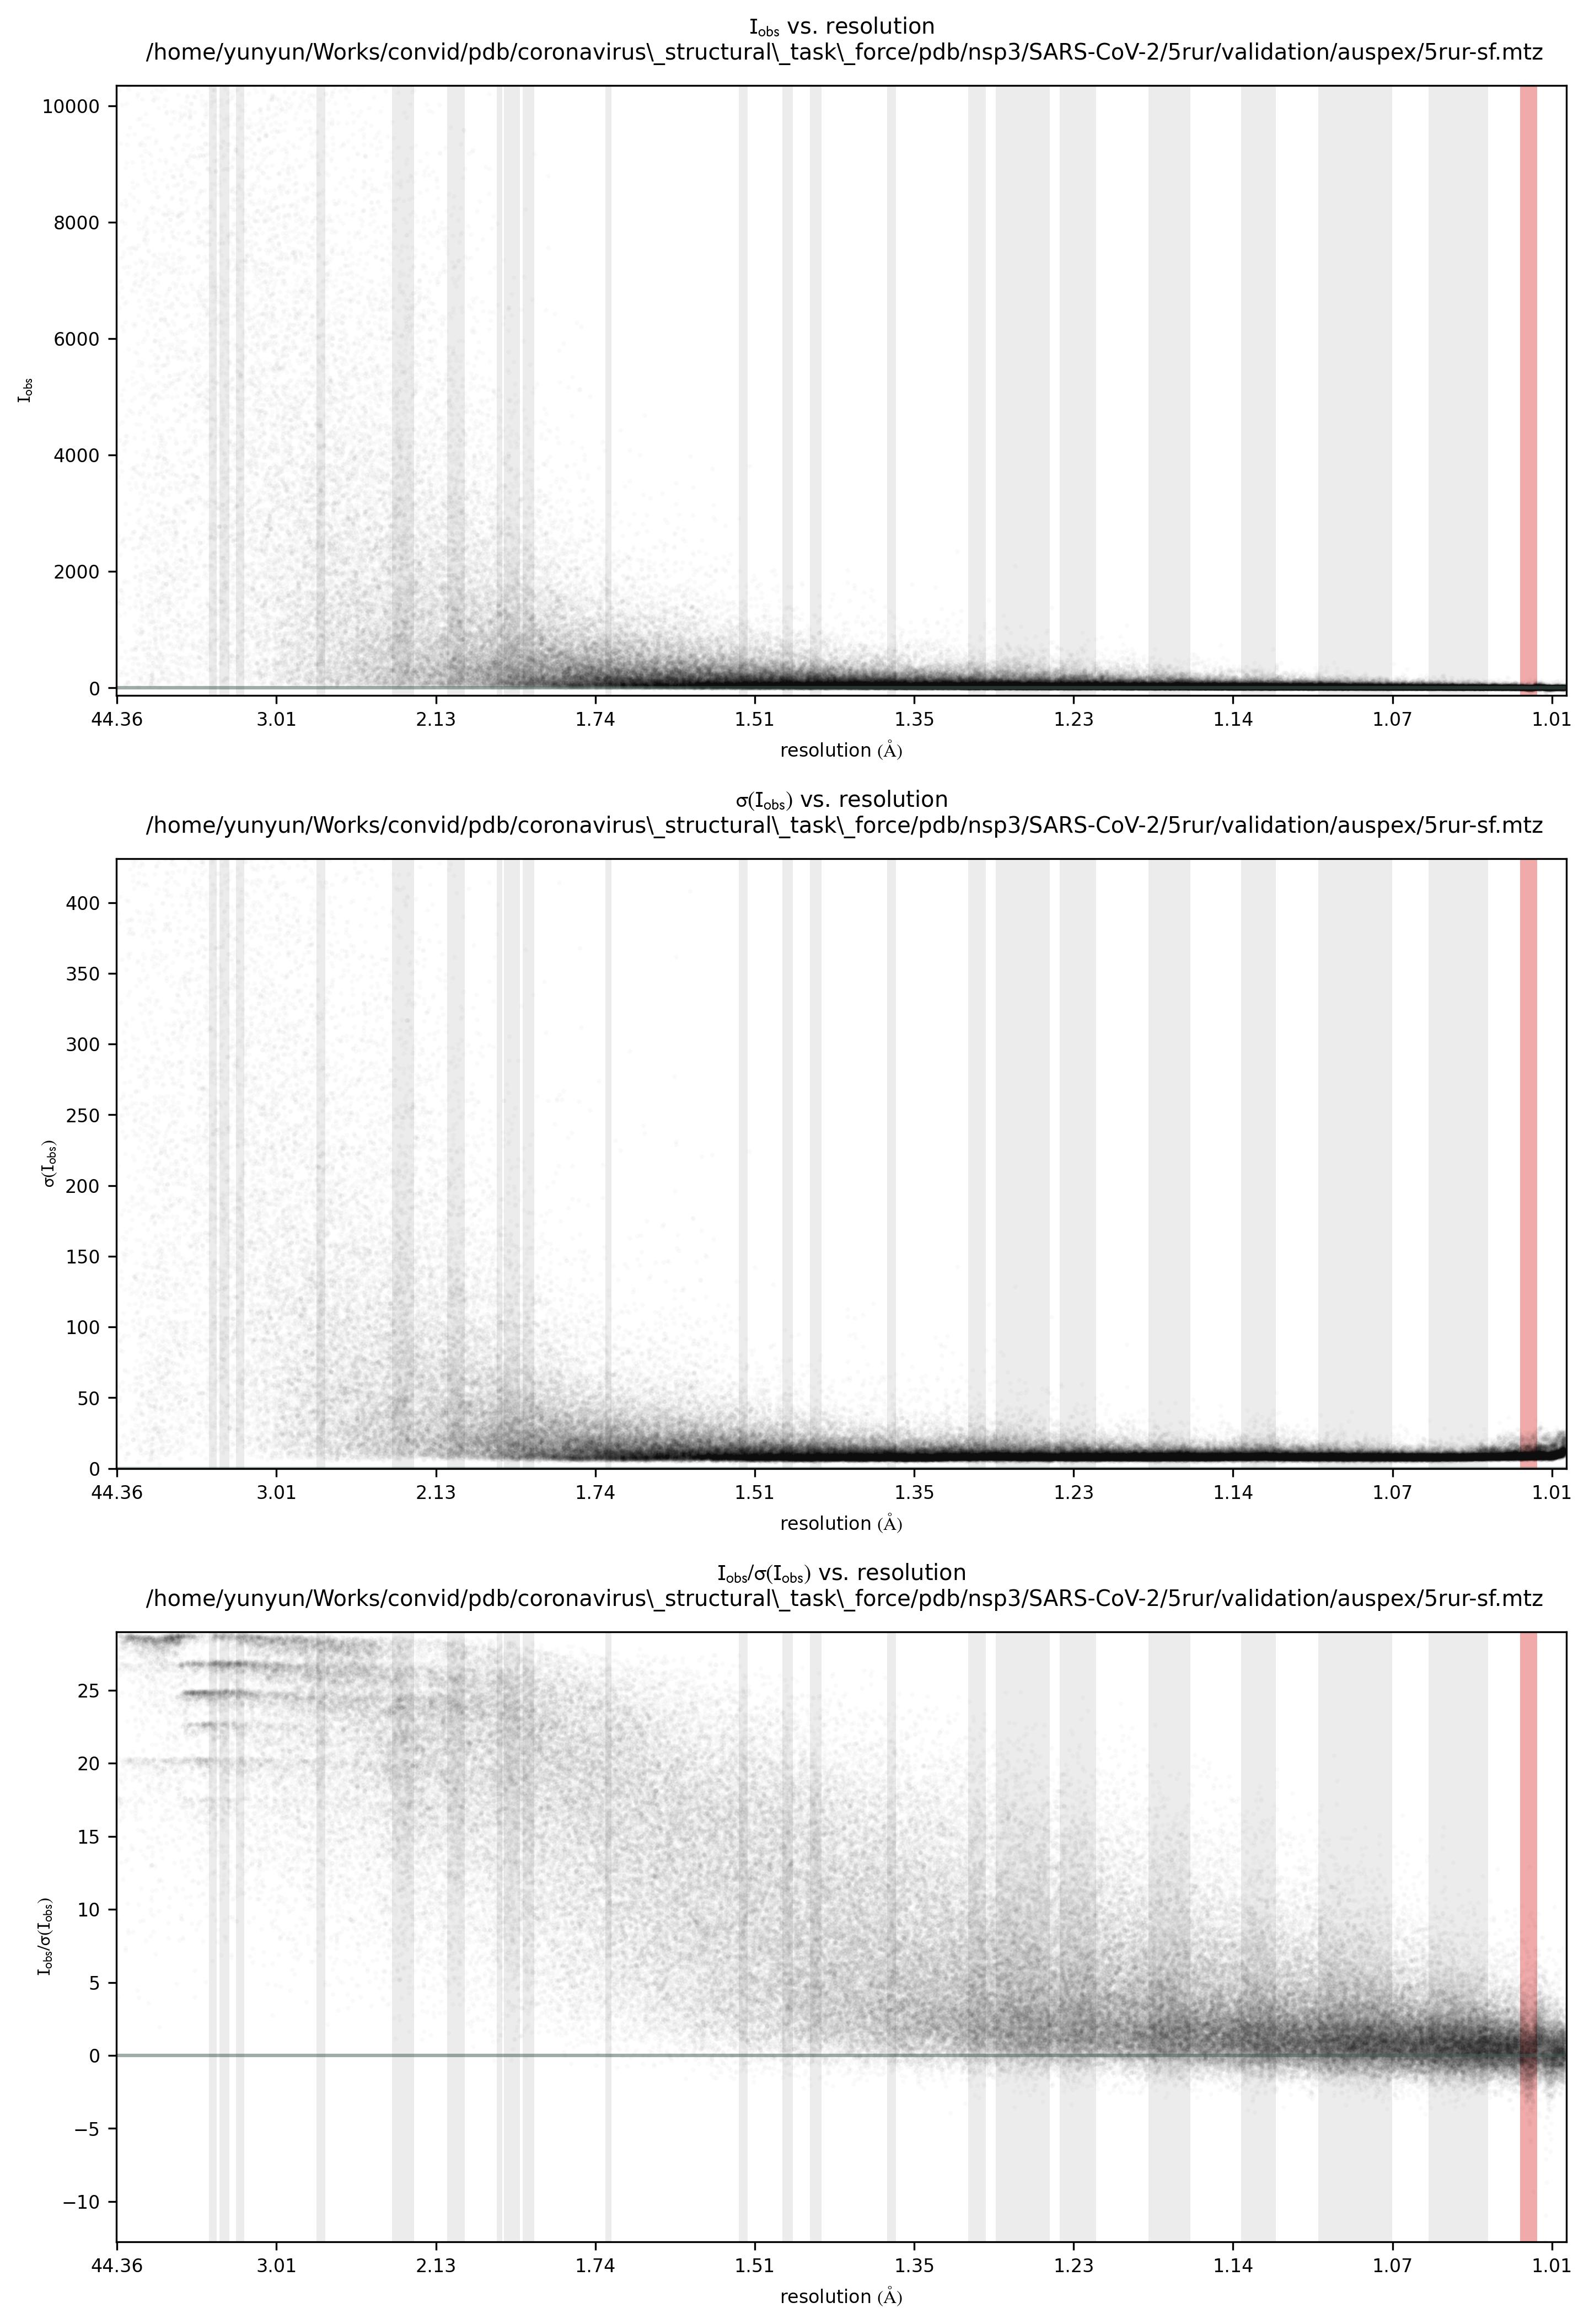 Iobs vs. resolution
/home/yunyun/Works/convid/pdb/coronavirus\_structural\_task\_force/pdb/nsp3/SARS-CoV-2/5rur/validation/auspex/5rur-sf.mtz
10000
8000
6000
Iobs
4000
2000
0
44.36 3.01 2.13 1.74 1.51 1.35 1.23 1.14 1.07 1.01
resolution (Å)
σ(Iobs) vs. resolution
/home/yunyun/Works/convid/pdb/coronavirus\_structural\_task\_force/pdb/nsp3/SARS-CoV-2/5rur/validation/auspex/5rur-sf.mtz
400
350
300
250
σ(Iobs)
200
150
100
50
0
44.36 3.01 2.13 1.74 1.51 1.35 1.23 1.14 1.07 1.01
resolution (Å)
Iobs/σ(Iobs) vs. resolution
/home/yunyun/Works/convid/pdb/coronavirus\_structural\_task\_force/pdb/nsp3/SARS-CoV-2/5rur/validation/auspex/5rur-sf.mtz
25
20
15
10
Iobs/σ(Iobs)
5
0
−5
−10
44.36 3.01 2.13 1.74 1.51 1.35 1.23 1.14 1.07 1.01
resolution (Å)